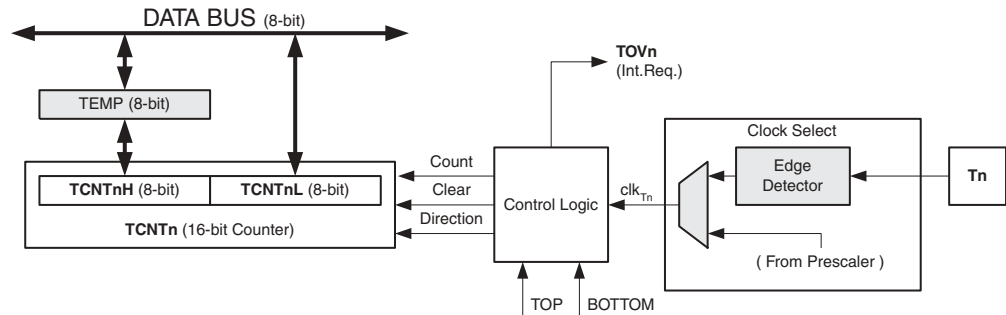 DATA BUS (8-bit)
TOVn
(Int.Req.)
TEMP (8-bit)
Clock Select
Count
Edge
Detector
Tn
TCNTnH (8-bit) TCNTnL (8-bit)
Clear
Control Logic
clkTn
TCNTn (16-bit Counter)
Direction
( From Prescaler )
TOP
BOTTOM